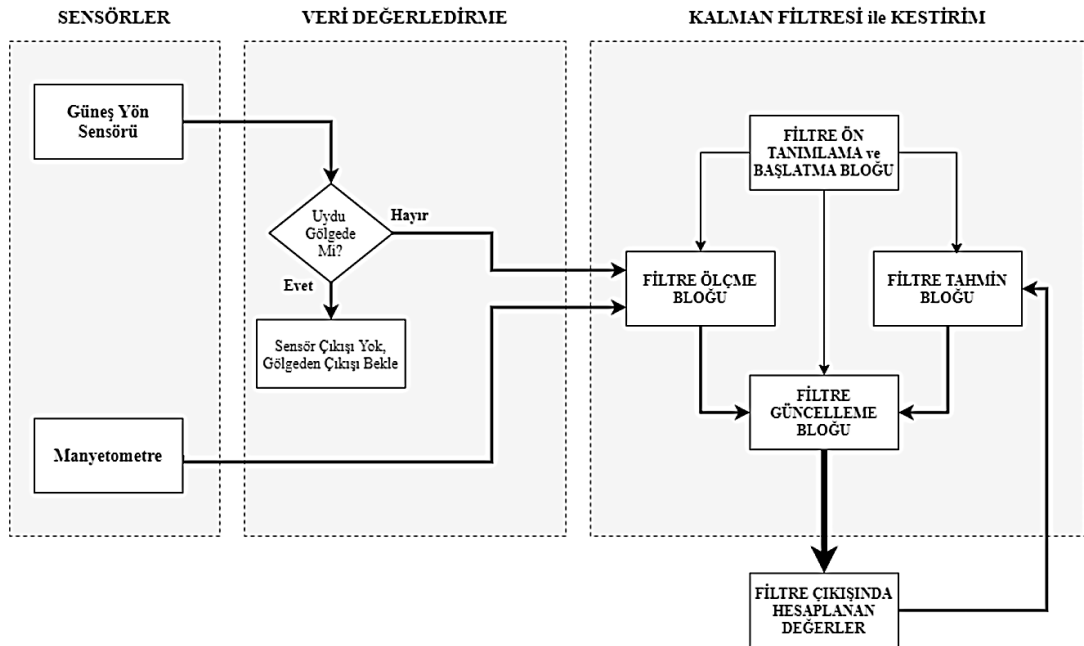 SENSÖRLER
VERİ DEĞERLEDİRME
KALMAN FİLTRESİ ile KESTİRİM
Güneş Yön
Sensörü
Uydu
Gölgede
Mi?
Hayır
Evet
Sensör Çıkışı Yok,
Gölgeden Çıkışı Bekle
Manyetometre
FİLTRE ÖN
TANIMLAMA ve
BAŞLATMA BLOĞU
FİLTRE ÖLÇME
BLOĞU
FİLTRE TAHMİN
BLOĞU
FİLTRE
GÜNCELLEME
BLOĞU
FİLTRE ÇIKIŞINDA
HESAPLANAN
DEĞERLER